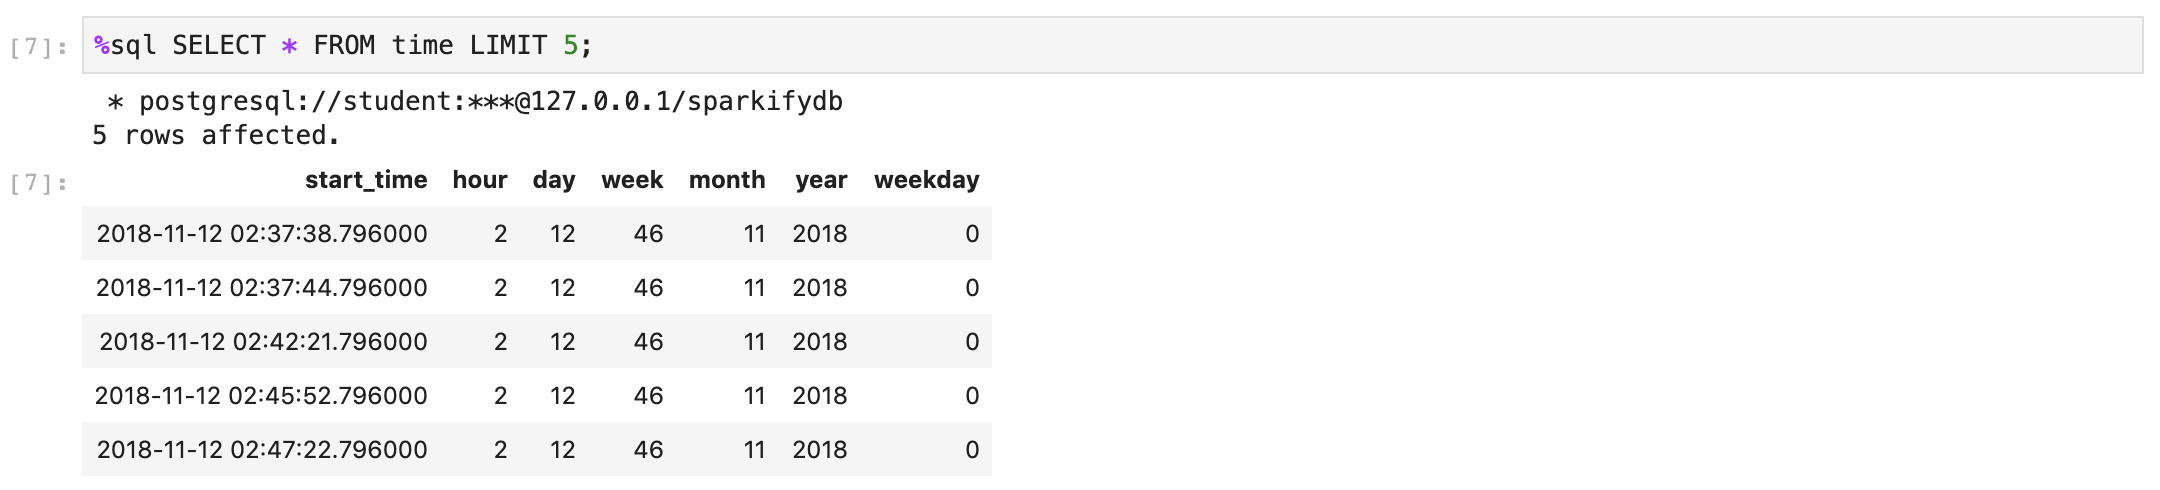 [7]: %sql SELECT * FROM time LIMIT 5;
* postgresql://student:***@127.0.0.1/sparkifydb
5 rows affected.
[7]: start_time hour day week month year weekday
2018-11-12 02:37:38.796000 2 12 46 11 2018 0
2018-11-12 02:37:44.796000 2 12 46 11 2018 0
2018-11-12 02:42:21.796000 2 12 46 11 2018 0
2018-11-12 02:45:52.796000 2 12 46 11 2018 0
2018-11-12 02:47:22.796000 2 12 46 11 2018 0